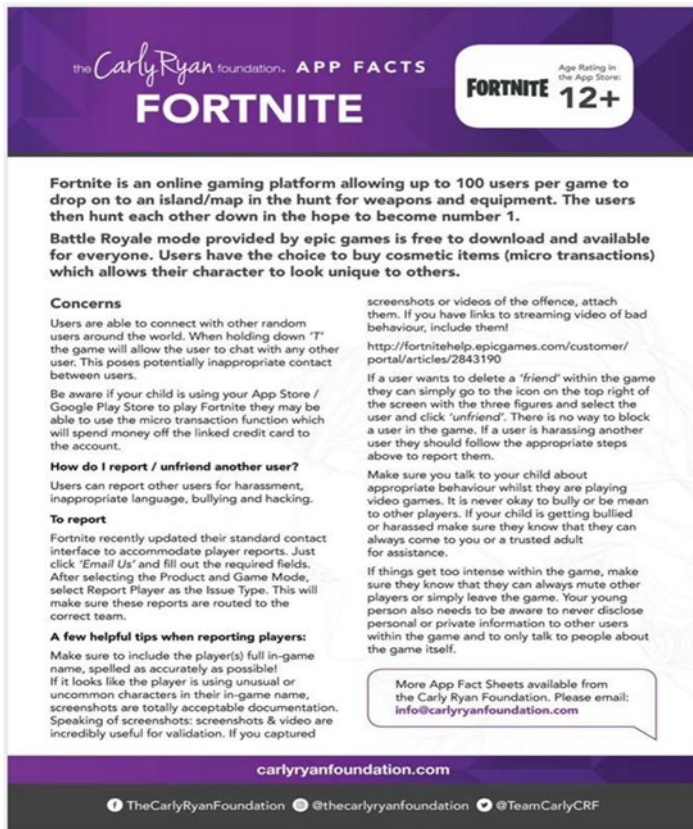 the Carly Ryan foundation. APP FACTS
FORTNITE
FORTNITE
Age Rating in
the App Store:
12+
Fortnite is an online gaming platform allowing up to 100 users per game to
drop on to an island/map in the hunt for weapons and equipment. The users
then hunt each other down in the hope to become number 1.
Battle Royale mode provided by epic games is free to download and available
for everyone. Users have the choice to buy cosmetic items (micro transactions)
which allows their character to look unique to others.
Concerns
Users are able to connect with other random
users around the world. When holding down 'T'
the game will allow the user to chat with any other
user. This poses potentially inappropriate contact
between users.
Be aware if your child is using your App Store /
Google Play Store to play Fortnite they may be
able to use the micro transaction function which
will spend money off the linked credit card to
the account.
How do I report / unfriend another user?
Users can report other users for harassment,
inappropriate language, bullying and hacking.
To report
Fortnite recently updated their standard contact
interface to accommodate player reports. Just
click 'Email Us' and fill out the required fields.
After selecting the Product and Game Mode,
select Report Player as the Issue Type. This will
make sure these reports are routed to the
correct team.
A few helpful tips when reporting players:
Make sure to include the player(s) full in-game
name, spelled as accurately as possible!
If it looks like the player is using unusual or
uncommon characters in their in-game name,
screenshots are totally acceptable documentation.
Speaking of screenshots: screenshots & video are
incredibly useful for validation. If you captured
screenshots or videos of the offence, attach
them. If you have links to streaming video of bad
behaviour, include them!
http://fortnitehelp.epicgames.com/customer/
portal/articles/2843190
If a user wants to delete a 'friend' within the game
they can simply go to the icon on the top right of
the screen with the three figures and select the
user and click 'unfriend'. There is no way to block
a user in the game. If a user is harassing another
user they should follow the appropriate steps
above to report them.
Make sure you talk to your child about
appropriate behaviour whilst they are playing
video games. It is never okay to bully or be mean
to other players. If your child is getting bullied
or harassed make sure they know that they can
always come to you or a trusted adult
for assistance.
If things get too intense within the game, make
sure they know that they can always mute other
players or simply leave the game. Your young
person also needs to be aware to never disclose
personal or private information to other users
within the game and to only talk to people about
the game itself.
More App Fact Sheets available from
the Carly Ryan Foundation. Please email:
info@carlyryanfoundation.com
carlyryanfoundation.com
TheCarlyRyanFoundation @thecarlyryanfoundation @TeamCarlyCRF